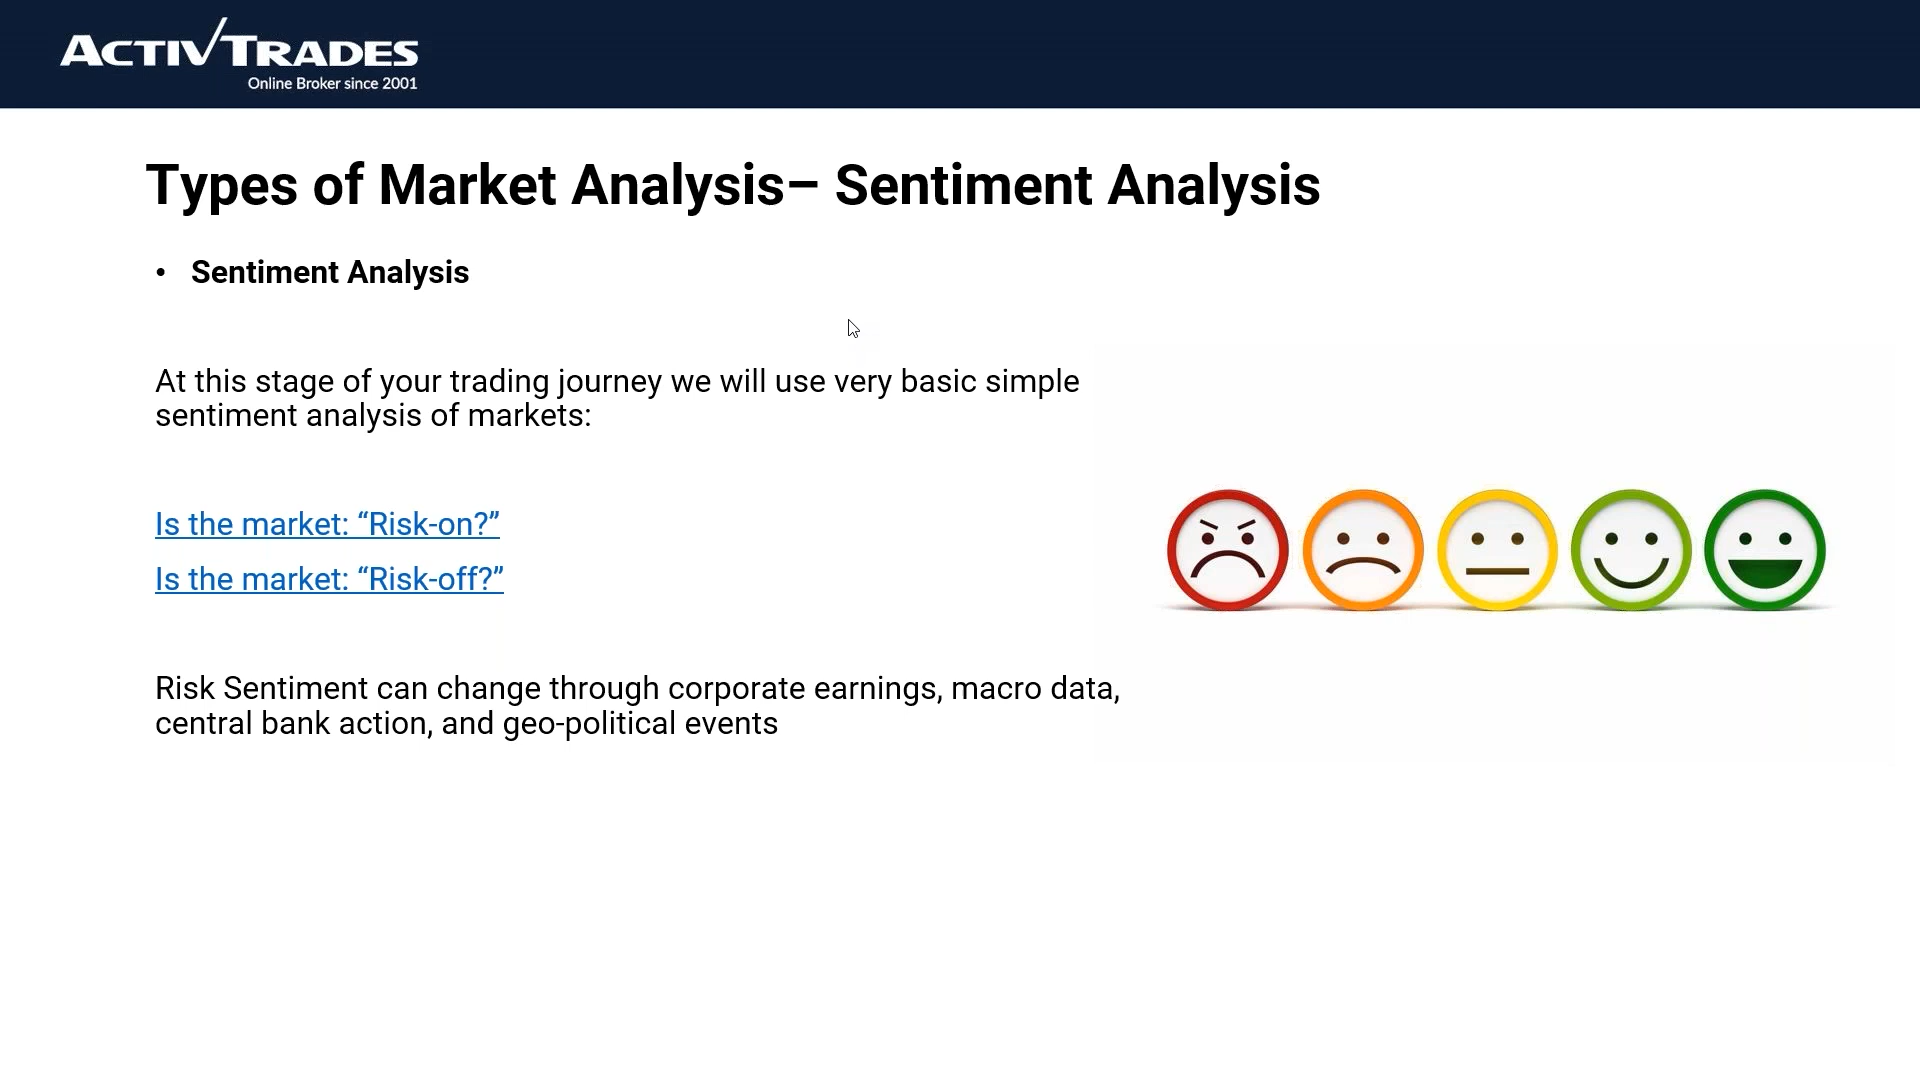 ACTIVTRADES
Online Broker since 2001
Types of Market Analysis– Sentiment Analysis
• Sentiment Analysis
At this stage of your trading journey we will use very basic simple
sentiment analysis of markets:
Is the market: “Risk-on?”
Is the market: “Risk-off?”
Risk Sentiment can change through corporate earnings, macro data,
central bank action, and geo-political events